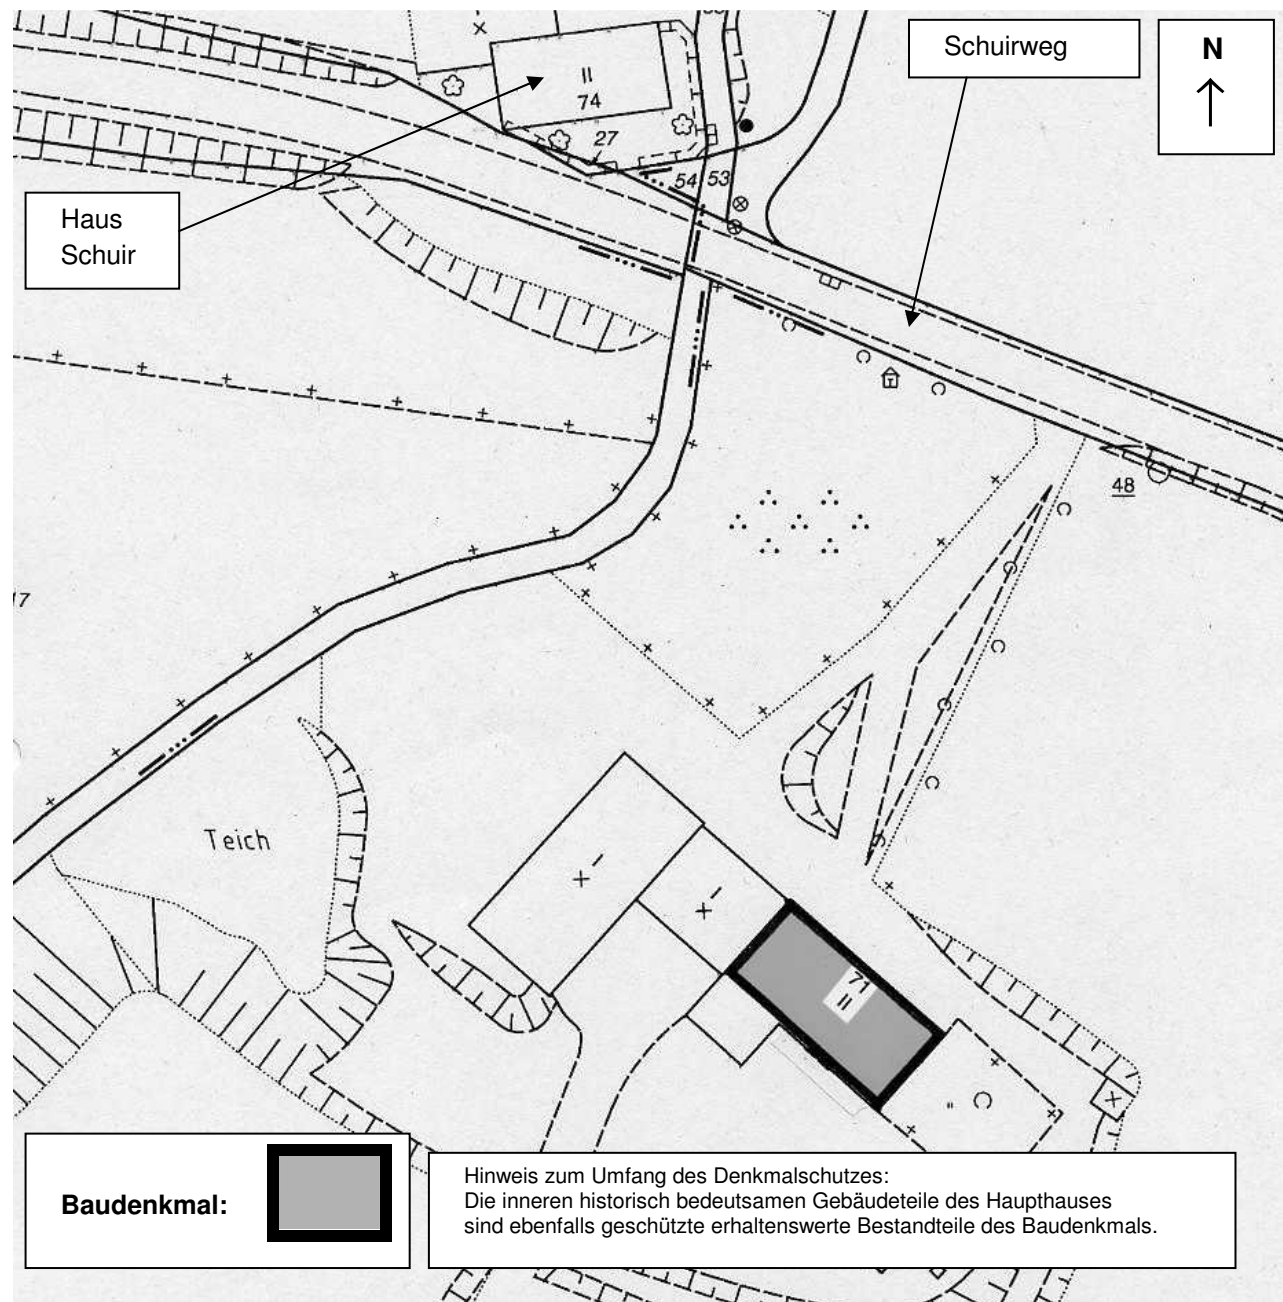 Schuirweg
N
II
74
27
54 53
Haus
Schuir
48
Teich
71
II
Baudenkmal:
Hinweis zum Umfang des Denkmalschutzes:
Die inneren historisch bedeutsamen Gebäudeteile des Haupthauses
sind ebenfalls geschützte erhaltenswerte Bestandteile des Baudenkmals.